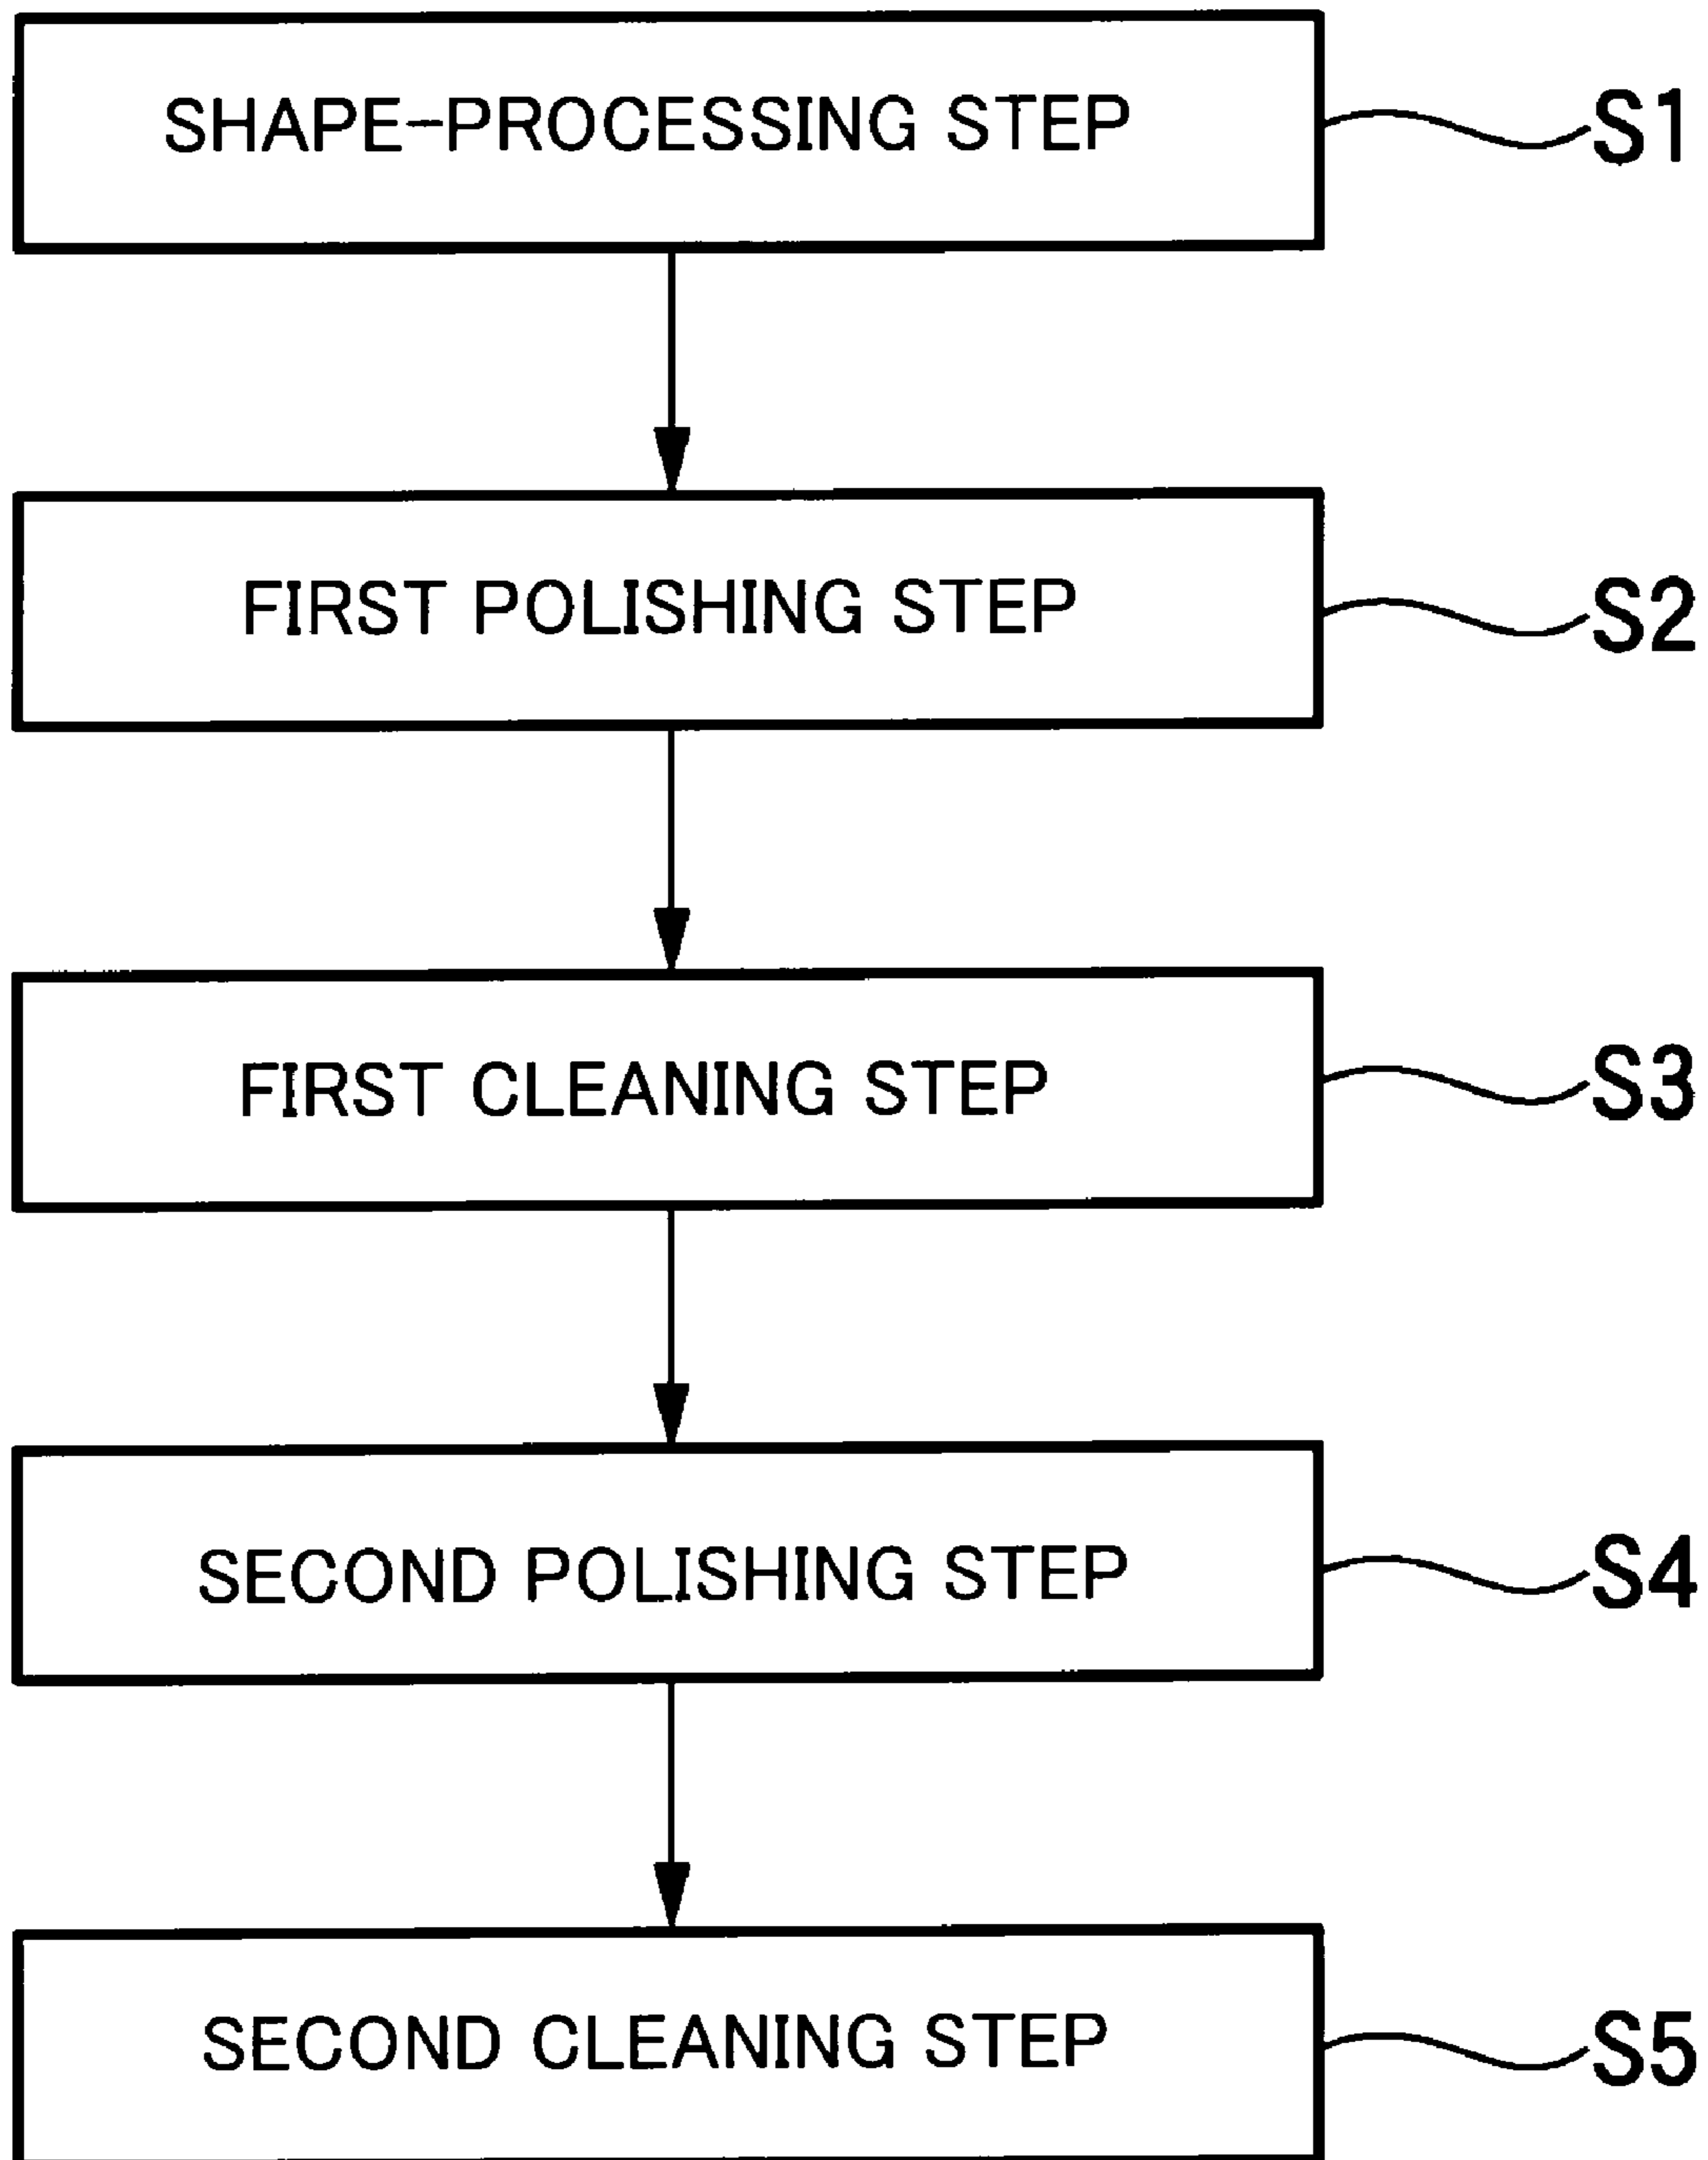 SHAPE-PROCESSING STEP S1
FIRST POLISHING STEP S2
FIRST CLEANING STEP S3
SECOND POLISHING STEP S4
SECOND CLEANING STEP S5